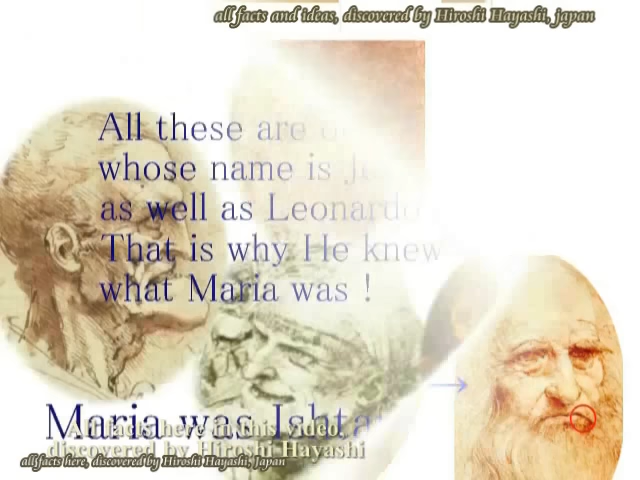 all facts and ideas, discovered by Hiroshi Hayashi, japan
All these are
whose name is
as well as Leonardo
That is why He knew
what Maria was !
Maria was Ishta
All facts here in this video,
discovered by Hiroshi Hayashi
allfacts here, discovered by Hiroshi Hayashi, Japan